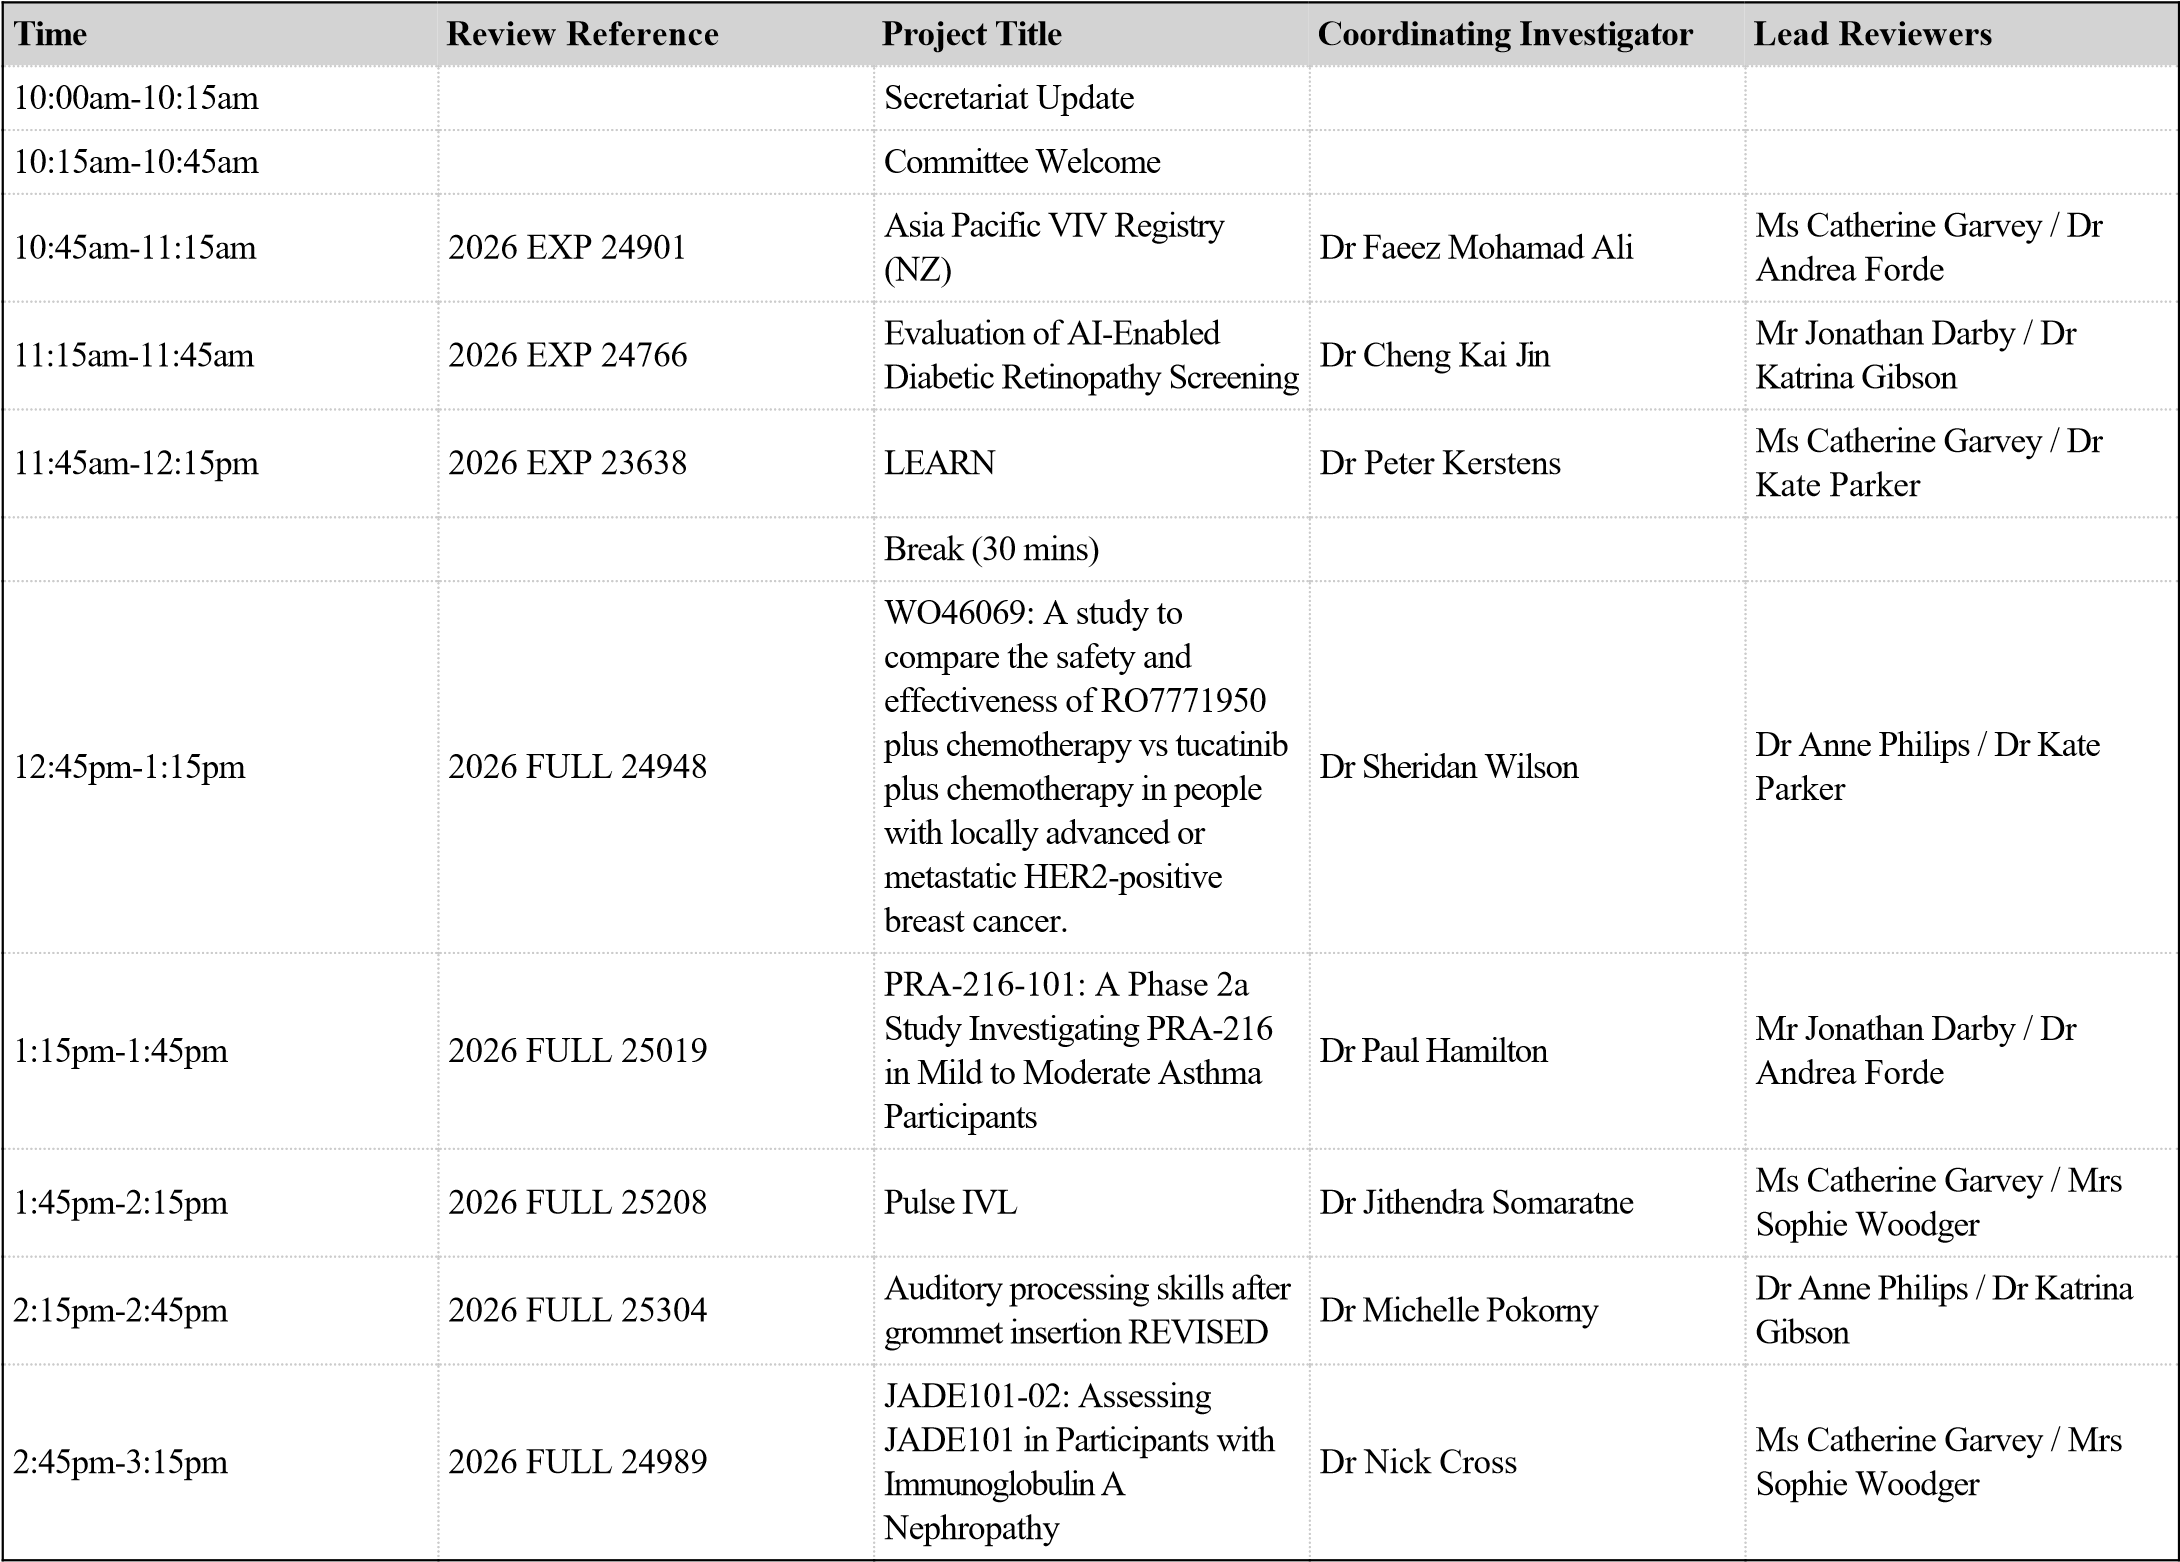 Time Review Reference Project Title Coordinating Investigator Lead Reviewers
10:00am-10:15am Secretariat Update
10:15am-10:45am Committee Welcome
10:45am-11:15am 2026 EXP 24901 Asia Pacific VIV Registry
(NZ) Dr Faeez Mohamad Ali Ms Catherine Garvey / Dr
Andrea Forde
11:15am-11:45am 2026 EXP 24766 Evaluation of AI-Enabled
Diabetic Retinopathy Screening Dr Cheng Kai Jin Mr Jonathan Darby / Dr
Katrina Gibson
11:45am-12:15pm 2026 EXP 23638 LEARN Dr Peter Kerstens Ms Catherine Garvey / Dr
Kate Parker
Break (30 mins)
12:45pm-1:15pm 2026 FULL 24948 WO46069: A study to
compare the safety and
effectiveness of RO7771950
plus chemotherapy vs tucatinib
plus chemotherapy in people
with locally advanced or
metastatic HER2-positive
breast cancer. Dr Sheridan Wilson Dr Anne Philips / Dr Kate
Parker
1:15pm-1:45pm 2026 FULL 25019 PRA-216-101: A Phase 2a
Study Investigating PRA-216
in Mild to Moderate Asthma
Participants Dr Paul Hamilton Mr Jonathan Darby / Dr
Andrea Forde
1:45pm-2:15pm 2026 FULL 25208 Pulse IVL Dr Jithendra Somaratne Ms Catherine Garvey / Mrs
Sophie Woodger
2:15pm-2:45pm 2026 FULL 25304 Auditory processing skills after
grommet insertion REVISED Dr Michelle Pokorny Dr Anne Philips / Dr Katrina
Gibson
2:45pm-3:15pm 2026 FULL 24989 JADE101-02: Assessing
JADE101 in Participants with
Immunoglobulin A
Nephropathy Dr Nick Cross Ms Catherine Garvey / Mrs
Sophie Woodger